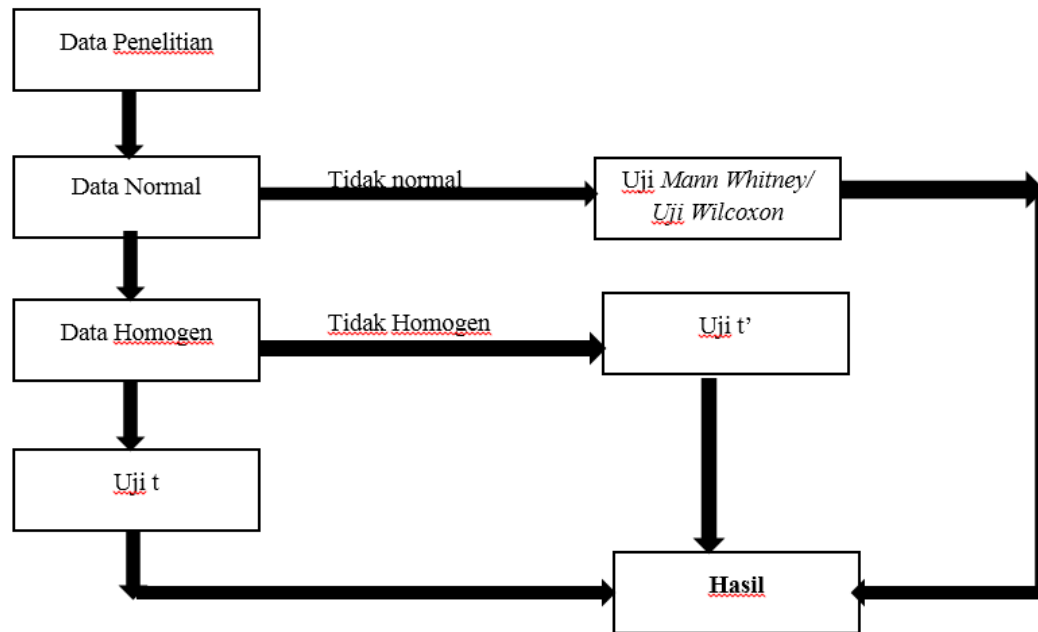 Data Penelitian
Data Normal
Tidak normal
Uji Mann Whitney/
Uji Wilcoxon
Data Homogen
Tidak Homogen
Uji t’
Uji t
Hasil